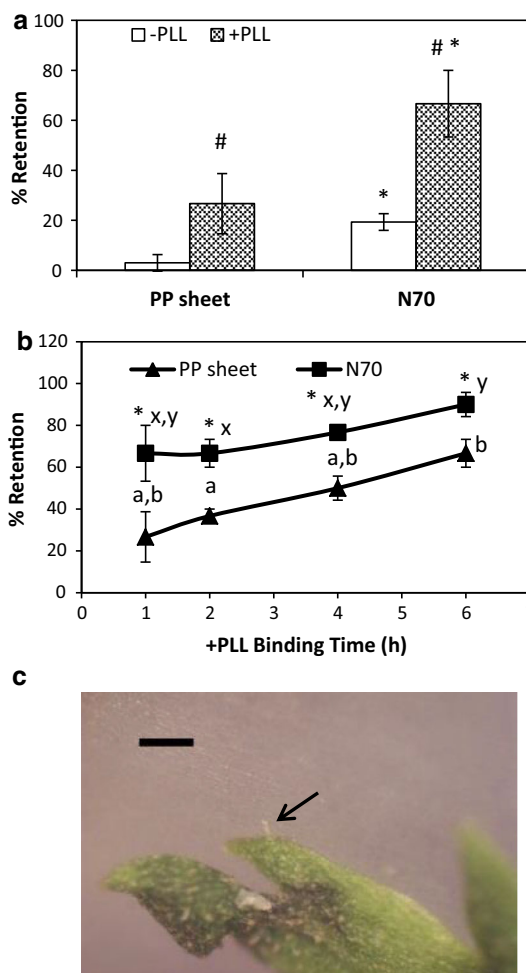 a
100
80
60
40
20
0
% Retention
-PLL +PLL
#
*
# *
PP sheet N70
b
120
100
80
60
40
20
0
% Retention
PP sheet N70
* x,y
* x
* x,y
* y
a,b
a
a,b
b
0 1 2 3 4 5 6
+PLL Binding Time (h)
c